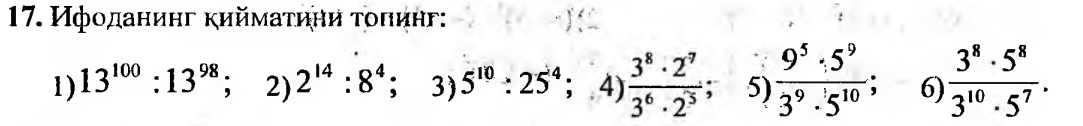 17. Ифоданинг қийматини топинг:
1) 13¹⁰⁰ : 13⁹⁸; 2) 2¹⁴ : 8⁴; 3) 5¹⁰ : 25⁴; 4) (3⁸ · 2⁷)/(3⁶ · 2⁵); 5) (9⁵ · 5⁹)/(3⁹ · 5¹⁰); 6) (3⁸ · 5⁸)/(3¹⁰ · 5⁷).